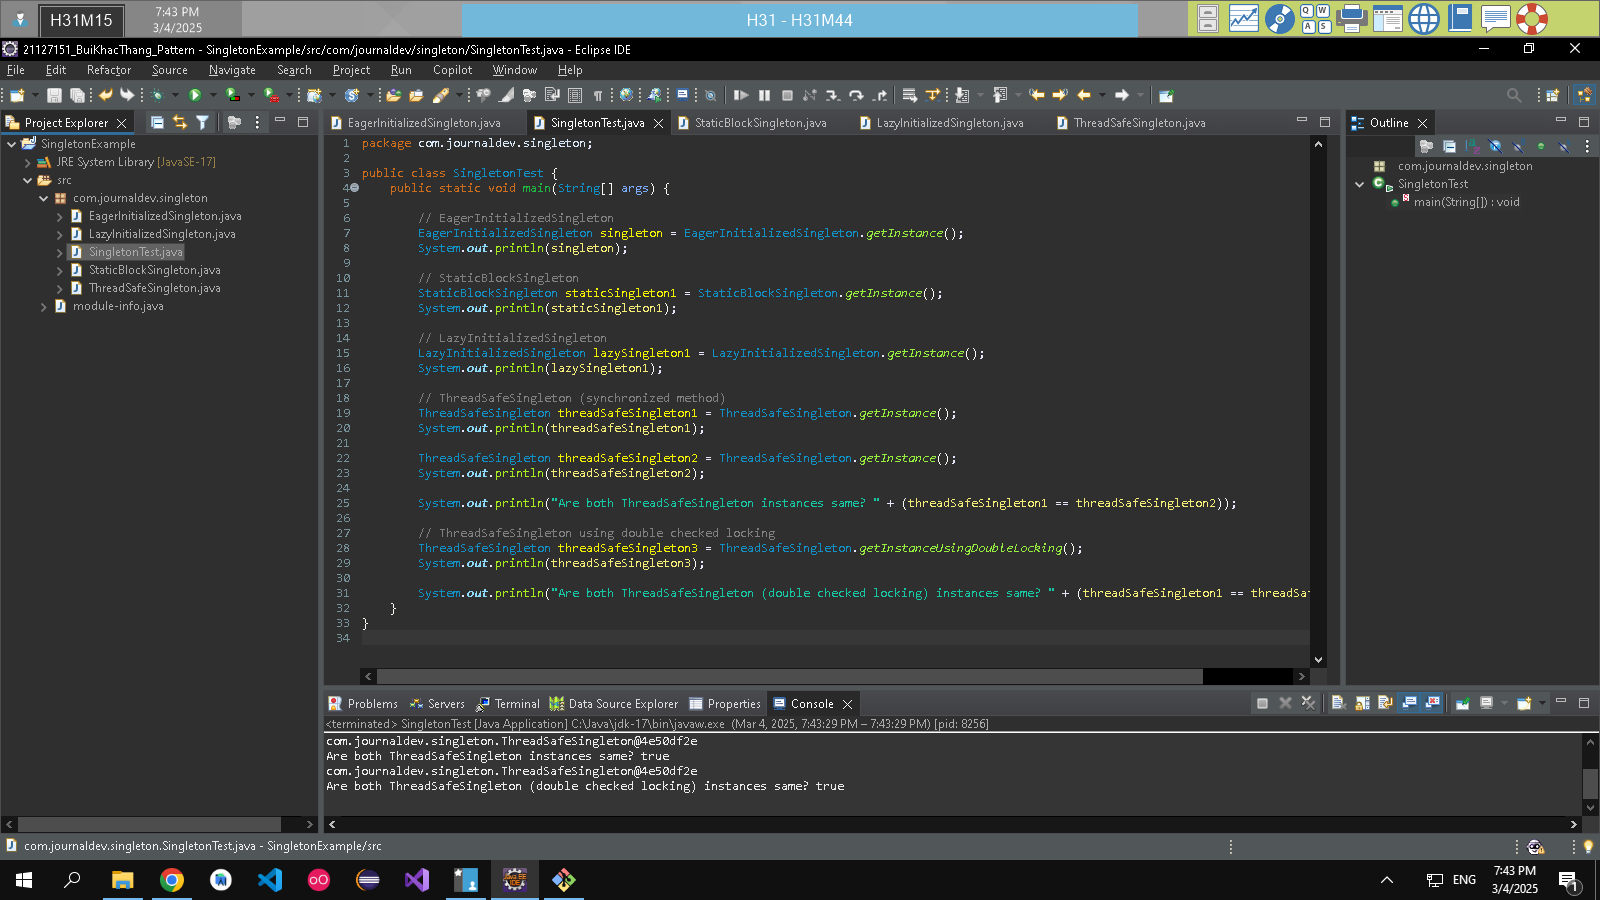 H31M15
7:43 PM
3/4/2025
H31 - H31M44
Q W
A S
21127151_BuiKhacThang_Pattern - SingletonExample/src/com/journaldev/singleton/SingletonTest.java - Eclipse IDE
File Edit Refactor Source Navigate Search Project Run Copilot Window Help
Project Explorer
SingletonExample
JRE System Library [JavaSE-17]
src
com.journaldev.singleton
EagerInitializedSingleton.java
LazyInitializedSingleton.java
SingletonTest.java
StaticBlockSingleton.java
ThreadSafeSingleton.java
module-info.java
EagerInitializedSingleton.java SingletonTest.java StaticBlockSingleton.java LazyInitializedSingleton.java ThreadSafeSingleton.java
1 package com.journaldev.singleton;
2
3 public class SingletonTest {
4 public static void main(String[] args) {
5
6 // EagerInitializedSingleton
7 EagerInitializedSingleton singleton = EagerInitializedSingleton.getInstance();
8 System.out.println(singleton);
9
10 // StaticBlockSingleton
11 StaticBlockSingleton staticSingleton1 = StaticBlockSingleton.getInstance();
12 System.out.println(staticSingleton1);
13
14 // LazyInitializedSingleton
15 LazyInitializedSingleton lazySingleton1 = LazyInitializedSingleton.getInstance();
16 System.out.println(lazySingleton1);
17
18 // ThreadSafeSingleton (synchronized method)
19 ThreadSafeSingleton threadSafeSingleton1 = ThreadSafeSingleton.getInstance();
20 System.out.println(threadSafeSingleton1);
21
22 ThreadSafeSingleton threadSafeSingleton2 = ThreadSafeSingleton.getInstance();
23 System.out.println(threadSafeSingleton2);
24
25 System.out.println("Are both ThreadSafeSingleton instances same? " + (threadSafeSingleton1 == threadSafeSingleton2));
26
27 // ThreadSafeSingleton using double checked locking
28 ThreadSafeSingleton threadSafeSingleton3 = ThreadSafeSingleton.getInstanceUsingDoubleLocking();
29 System.out.println(threadSafeSingleton3);
30
31 System.out.println("Are both ThreadSafeSingleton (double checked locking) instances same? " + (threadSafeSingleton1 == threadSa
32 }
33 }
34
Outline
com.journaldev.singleton
SingletonTest
main(String[]) : void
Problems Servers Terminal Data Source Explorer Properties Console
<terminated> SingletonTest [Java Application] C:\Java\jdk-17\bin\javaw.exe (Mar 4, 2025, 7:43:29 PM – 7:43:29 PM) [pid: 8256]
com.journaldev.singleton.ThreadSafeSingleton@4e50df2e
Are both ThreadSafeSingleton instances same? true
com.journaldev.singleton.ThreadSafeSingleton@4e50df2e
Are both ThreadSafeSingleton (double checked locking) instances same? true
com.journaldev.singleton.SingletonTest.java - SingletonExample/src
ENG
7:43 PM
3/4/2025
1